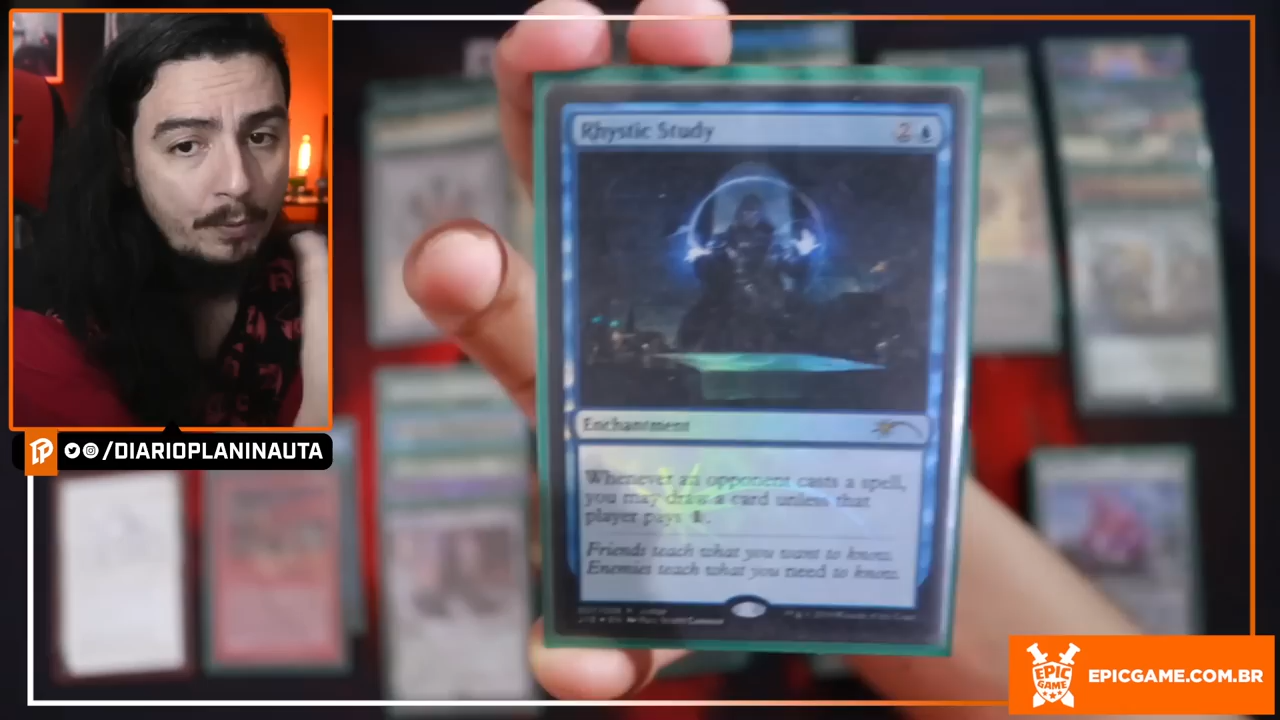 Rhystic Study
2
Enchantment
Whenever an opponent casts a spell,
you may draw a card unless that
player pays 1.
Friends teach what you want to know.
Enemies teach what you need to know.
/DIARIOPLANINAUTA
EPIC
GAME
EPICGAME.COM.BR